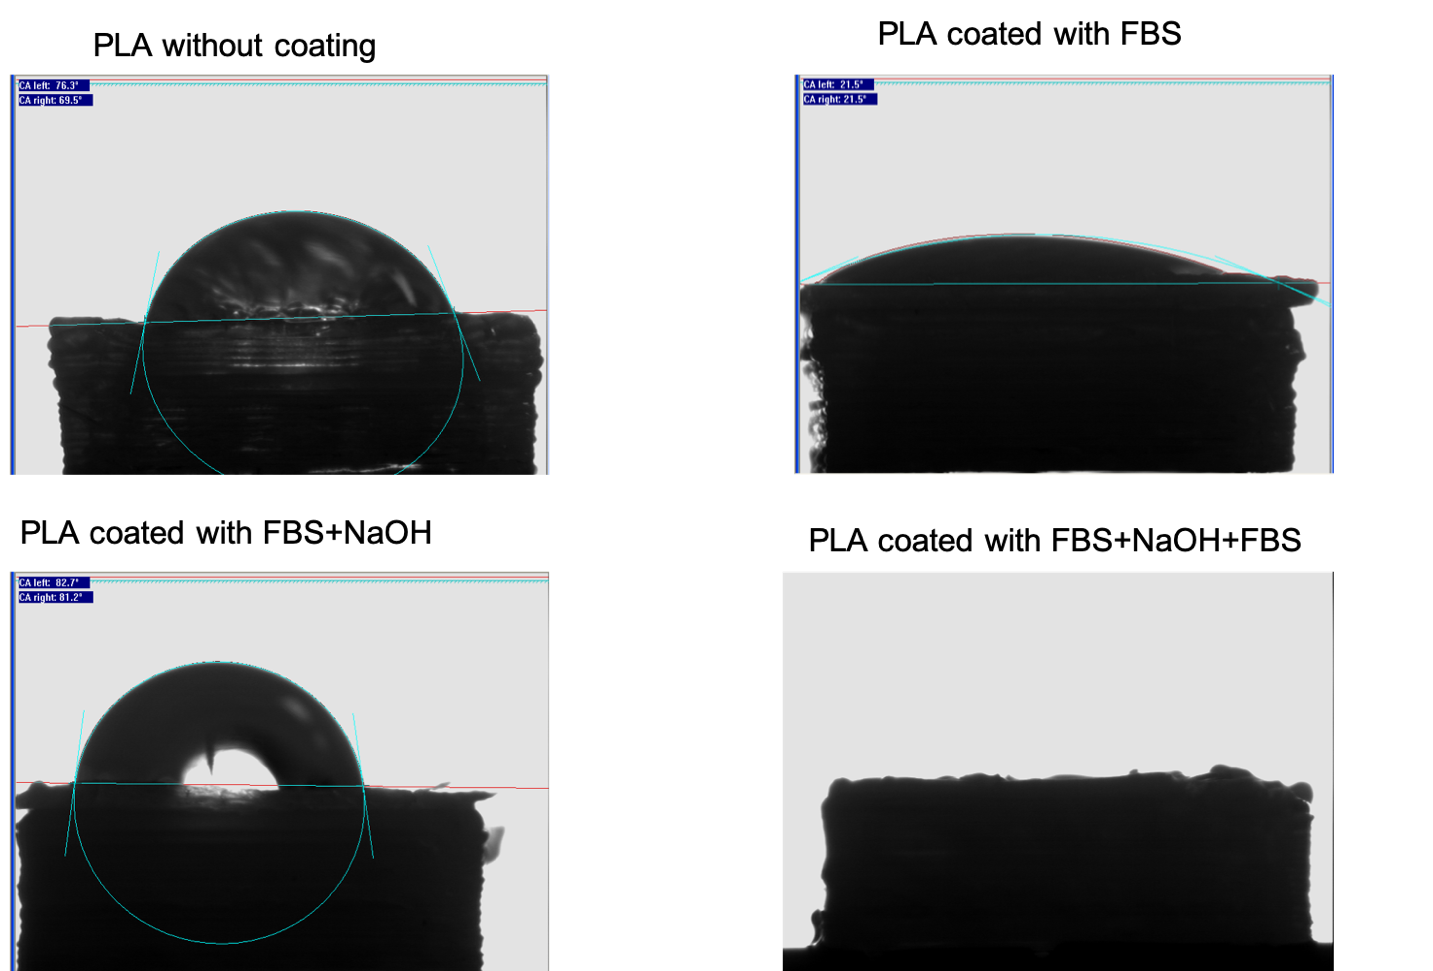 PLA without coating
PLA coated with FBS
CA left: 76.3°
CA right: 69.5°
CA left: 21.5°
CA right: 21.5°
PLA coated with FBS+NaOH
PLA coated with FBS+NaOH+FBS
CA left: 82.7°
CA right: 81.2°